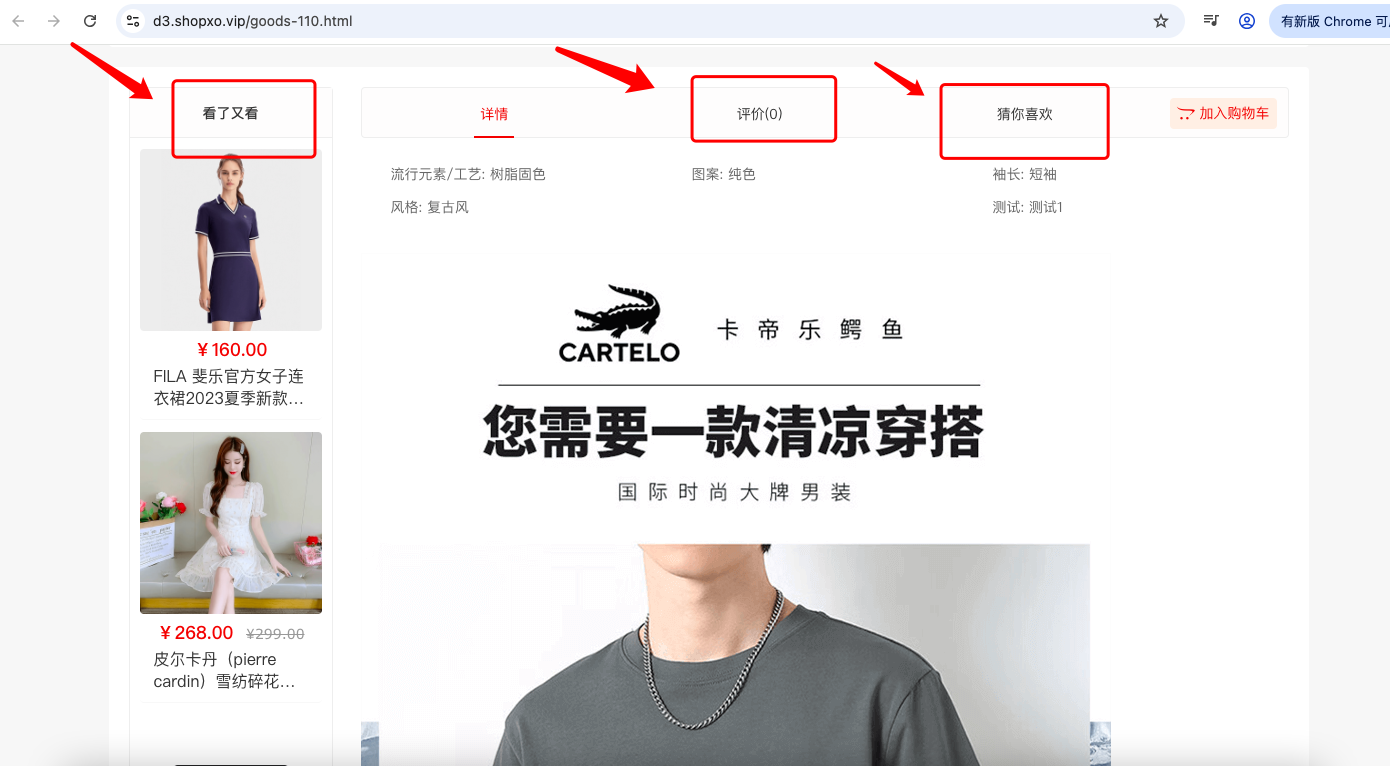 d3.shopxo.vip/goods-110.html
有新版 Chrome 可
看了又看
详情
评价(0)
猜你喜欢
加入购物车
流行元素/工艺: 树脂固色
图案: 纯色
袖长: 短袖
风格: 复古风
测试: 测试1
¥160.00
FILA 斐乐官方女子连
衣裙2023夏季新款...
¥268.00 ¥299.00
皮尔卡丹（pierre
cardin）雪纺碎花...
CARTELO
卡帝乐鳄鱼
您需要一款清凉穿搭
国际时尚大牌男装